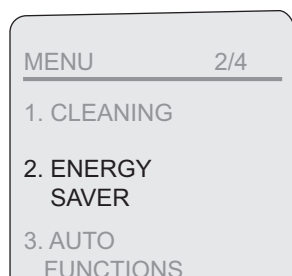 MENU 2/4
1. CLEANING
2. ENERGY
SAVER
3. AUTO
FUNCTIONS